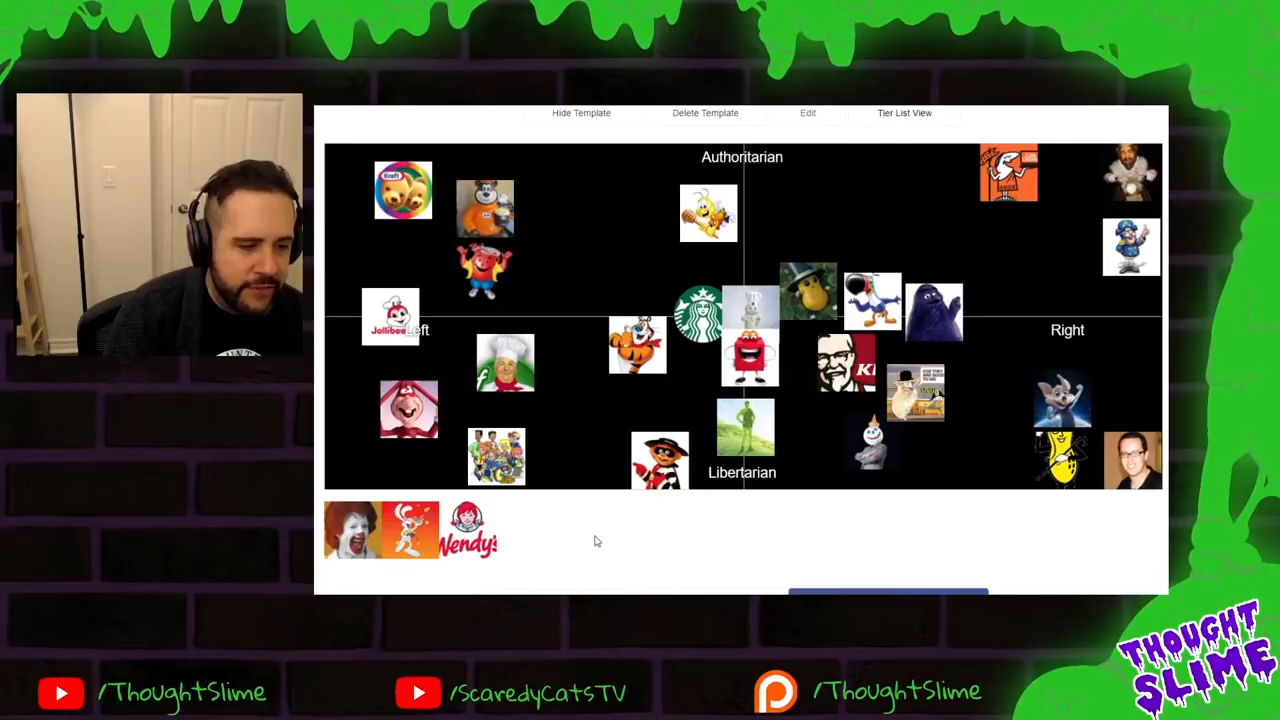 Hide Template
Delete Template
Edit
Tier List View
Authoritarian
Kraft
Jollibee
Left
Right
K
Libertarian
Wendy's
/ThoughtSlime
/ScaredyCatsTV
/ThoughtSlime
THOUGHT
SLIME